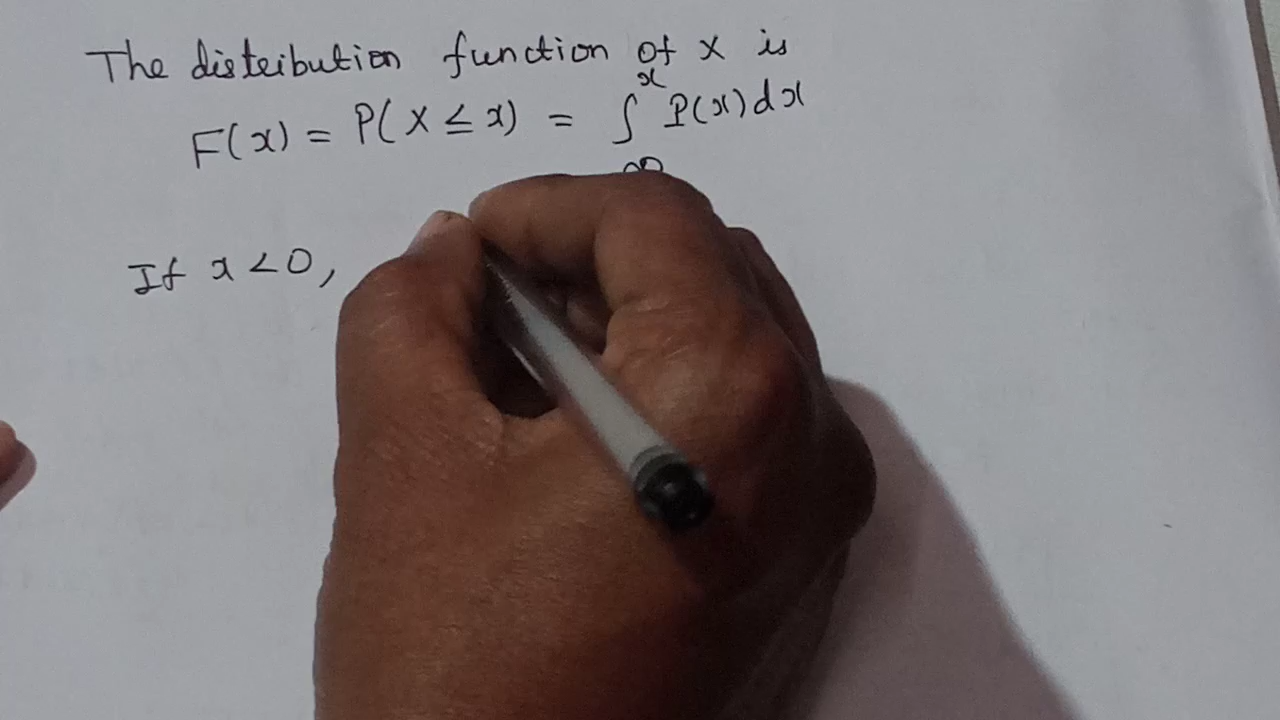 The distribution function of x is
F(x) = P(X ≤ x) = ∫_∞^x P(x) dx
If x < 0,